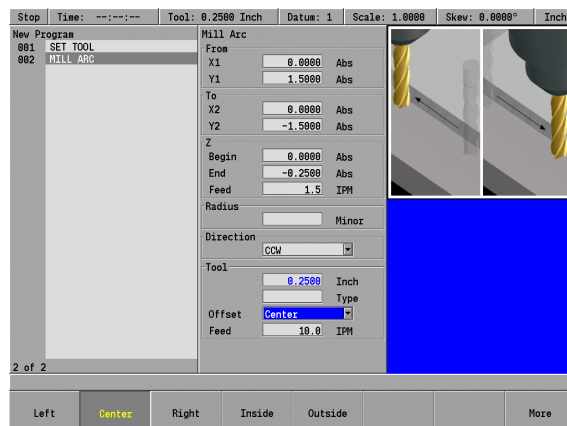 Stop Time: --:--:-- Tool: 0.2500 Inch Datum: 1 Scale: 1.0000 Skew: 0.0000° Inch
New Program
001 SET TOOL
002 MILL ARC
2 of 2
Mill Arc
From
X1 0.0000 Abs
Y1 1.5000 Abs
To
X2 0.0000 Abs
Y2 -1.5000 Abs
Z
Begin 0.0000 Abs
End -0.2500 Abs
Feed 1.5 IPM
Radius
Minor
Direction
CCW
Tool
0.2500 Inch
Type
Offset Center
Feed 10.0 IPM
Left Center Right Inside Outside More